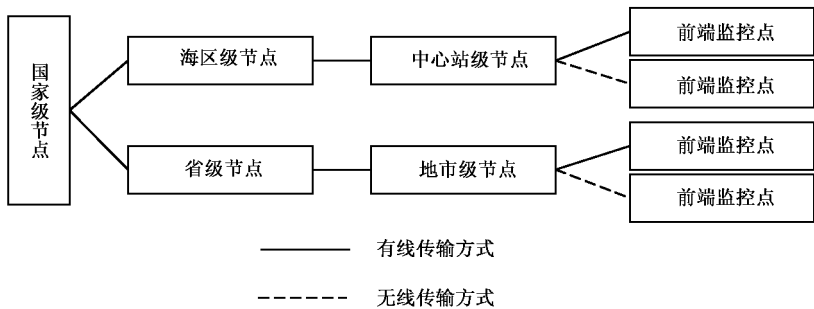 国家级节点
海区级节点
中心站级节点
前端监控点
前端监控点
省级节点
地市级节点
前端监控点
前端监控点
有线传输方式
无线传输方式